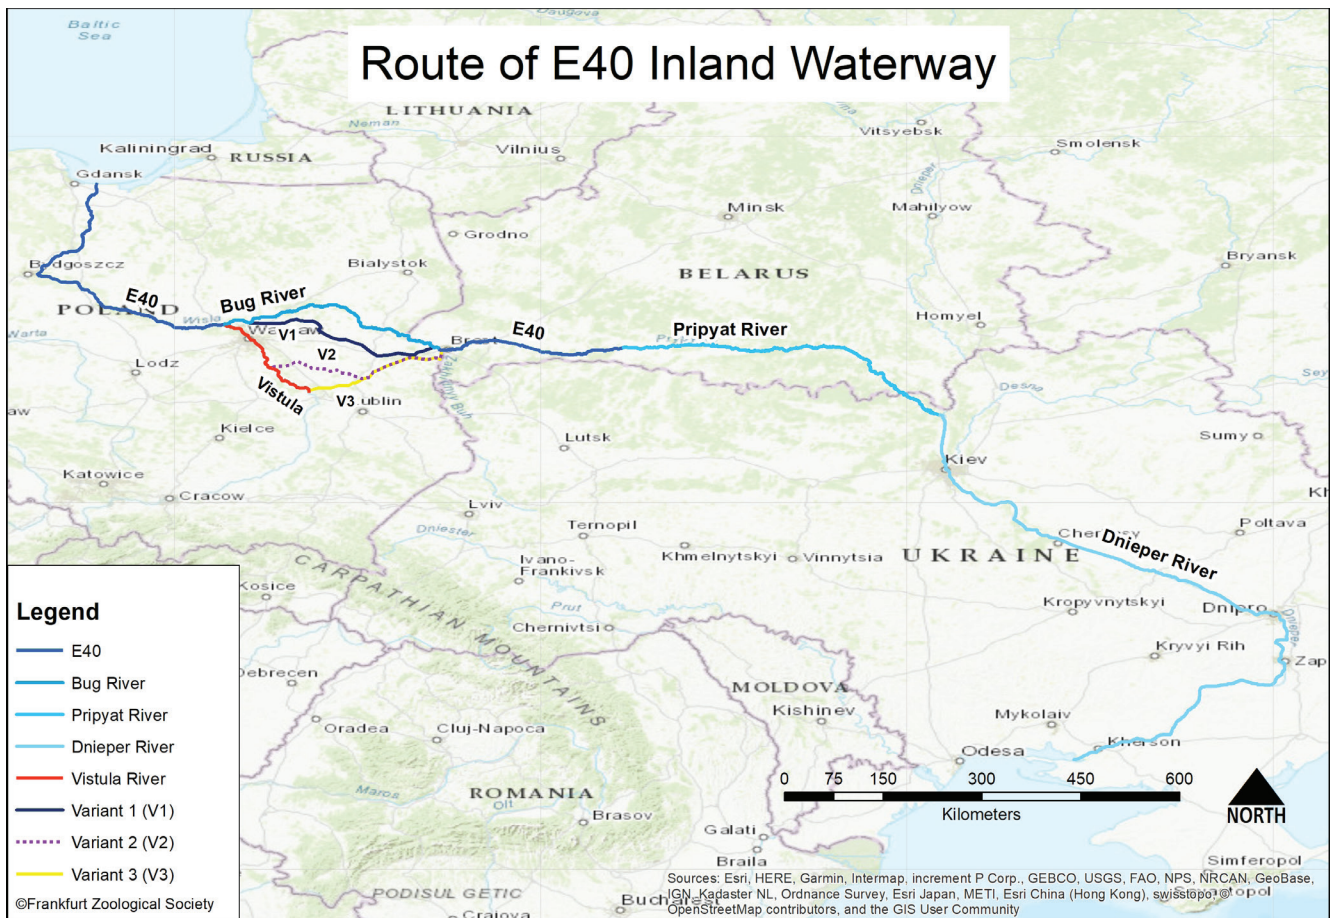 Route of E40 Inland Waterway
Baltic
Sea
Daugava
LITHUANIA
Neman
Vitsyebsk
Smolensk
Kaliningrad
RUSSIA
Vilnius
Gdansk
Dnieper
Minsk
Mahilyow
Grodno
Bydgoszcz
Bialystok
BELARUS
Bryansk
E40
Bug River
POLAND
Wisla
Warsaw
V1
Homyel
Warta
E40
Pripyat River
Brest
V2
Lodz
Desna
Vistula
V3
Lublin
Kielce
Lutsk
Sumy
Katowice
Kiev
Cracow
Lviv
Ternopil
Poltava
Dniester
Cherkasy
Dnieper River
Khmelnytskyi
Vinnytsia
UKRAINE
Ivano-
Frankivsk
CARPATHIAN MOUNTAINS
Kosice
Prut
Kropyvnytskyi
Dnipro
Dnieper
Chernivtsi
Kryvyi Rih
Zap
Debrecen
MOLDOVA
Kishinev
Mykolaiv
Oradea
Cluj-Napoca
Odesa
Kherson
0 75 150 300 450 600
Kilometers
NORTH
Maros
ROMANIA
Olt
Brasov
Galati
Braila
Simferopol
PODISUL GETIC
Craiova
Legend
E40
Bug River
Pripyat River
Dnieper River
Vistula River
Variant 1 (V1)
Variant 2 (V2)
Variant 3 (V3)
©Frankfurt Zoological Society
Sources: Esri, HERE, Garmin, Intermap, increment P Corp., GEBCO, USGS, FAO, NPS, NRCAN, GeoBase,
IGN, Kadaster NL, Ordnance Survey, Esri Japan, METI, Esri China (Hong Kong), swisstopo, ©
OpenStreetMap contributors, and the GIS User Community